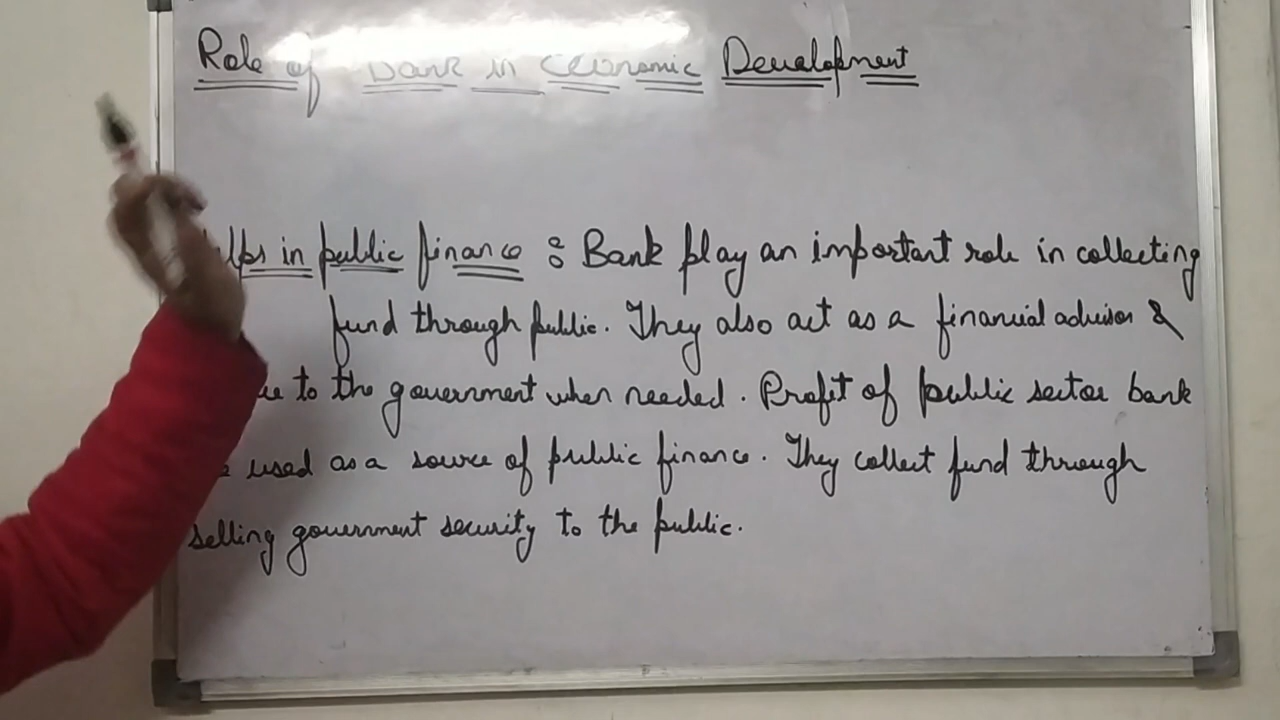 Role of Bank in Economic Development
in public finance : Bank play an important role in collecting
fund through public. They also act as a financial advisor &
to the government when needed. Profit of public sector bank
used as a source of public finance. They collect fund through
selling government security to the public.